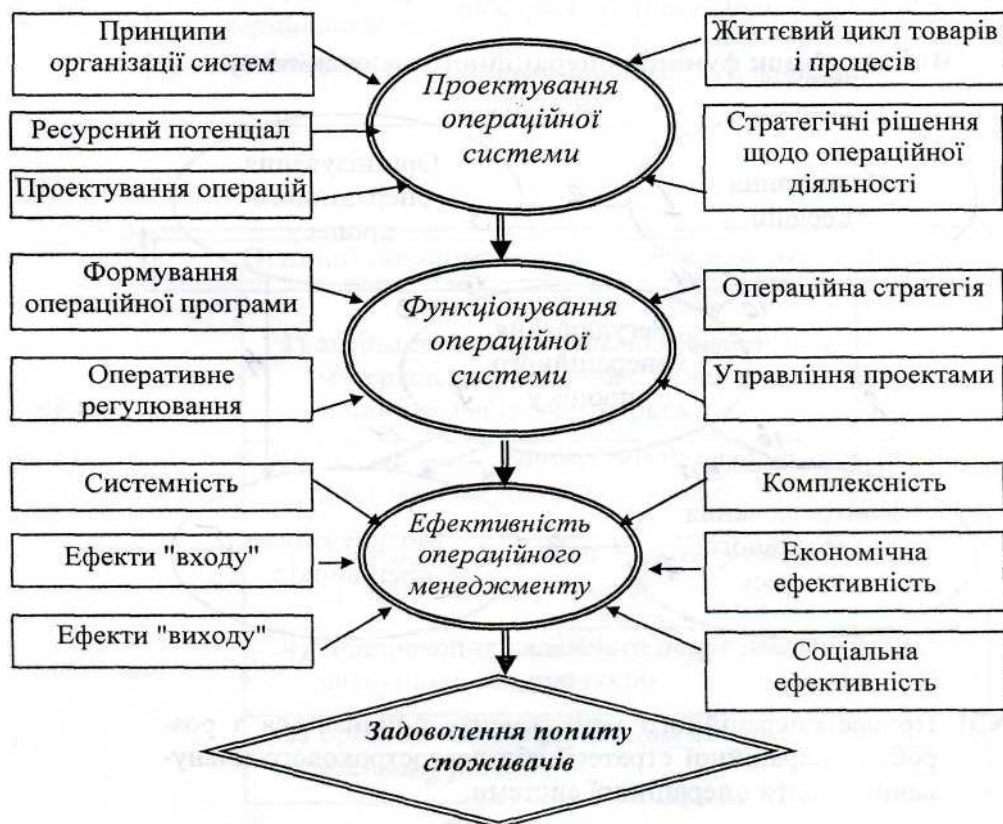 Принципи
організації системи
Життєвий цикл товарів
і процесів
Проектування
операційної
системи
Ресурсний потенціал
Стратегічні рішення
щодо операційної
діяльності
Проектування операцій
Формування
операційної програми
Операційна стратегія
Функціонування
операційної
системи
Оперативне
регулювання
Управління проектами
Системність
Комплексність
Ефективність
операційного
менеджменту
Ефекти "входу"
Економічна
ефективність
Ефекти "виходу"
Соціальна
ефективність
Задоволення попиту
споживачів